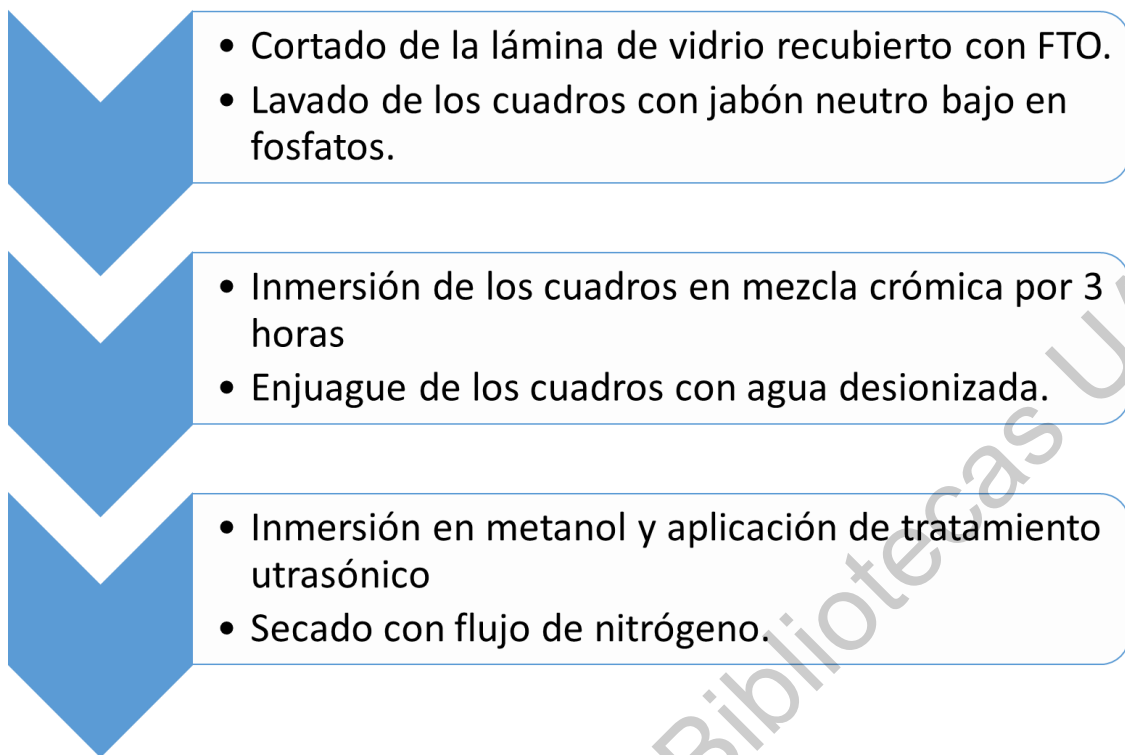 • Cortado de la lámina de vidrio recubierto con FTO.
• Lavado de los cuadros con jabón neutro bajo en
fosfatos.
• Inmersión de los cuadros en mezcla crómica por 3
horas
• Enjuague de los cuadros con agua desionizada.
• Inmersión en metanol y aplicación de tratamiento
utrasónico
• Secado con flujo de nitrógeno.
Bibliotecas